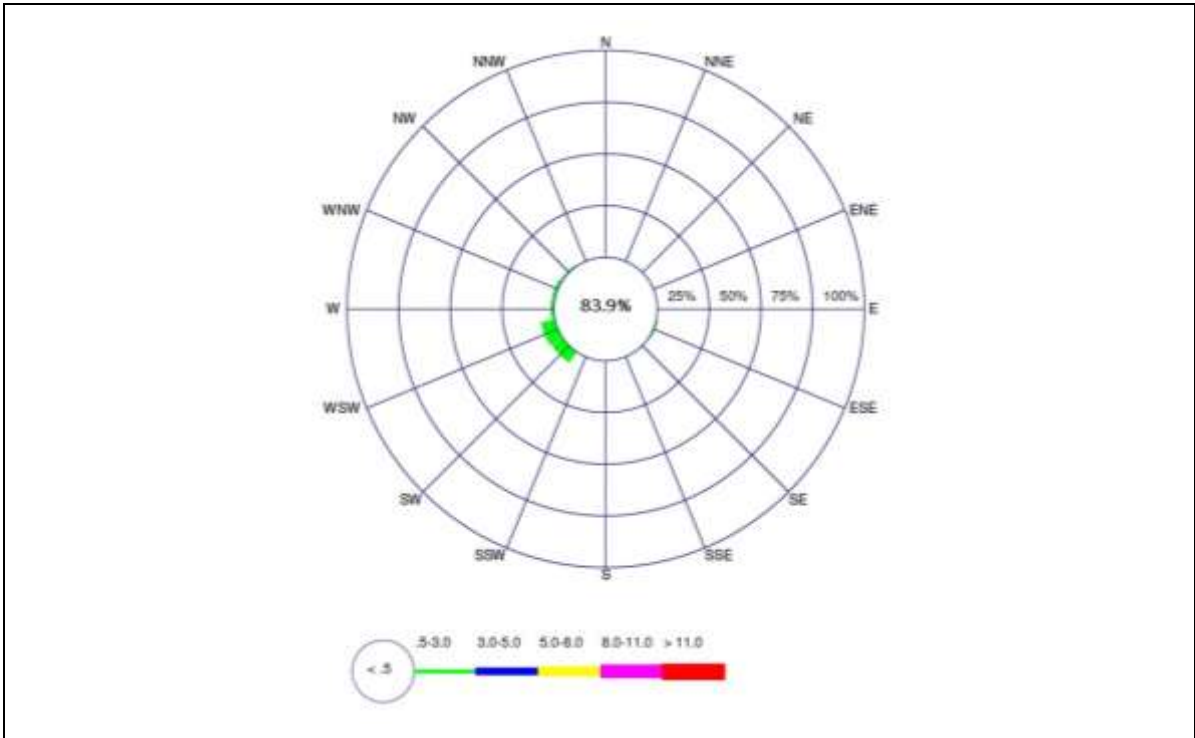 N
NNW NNE
NW NE
WNW ENE
83.9% 25% 50% 75% 100%
W E
WSW ESE
SW SE
SSW SSE
S
.5-3.0 3.0-5.0 5.0-8.0 8.0-11.0 > 11.0
< .5